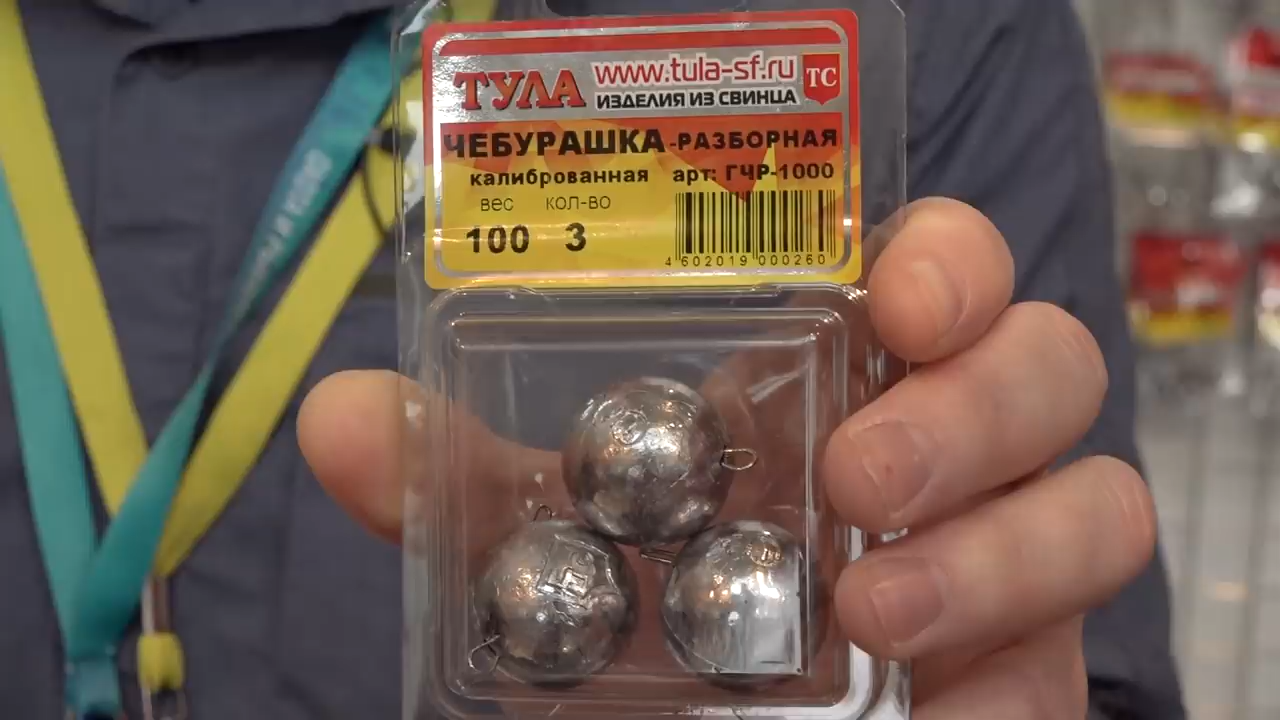 ТУЛА www.tula-sf.ru ТС
ИЗДЕЛИЯ ИЗ СВИНЦА
ЧЕБУРАШКА-РАЗБОРНАЯ
калиброванная арт: ГЧР-1000
вес кол-во
100 3
4 602019 000260